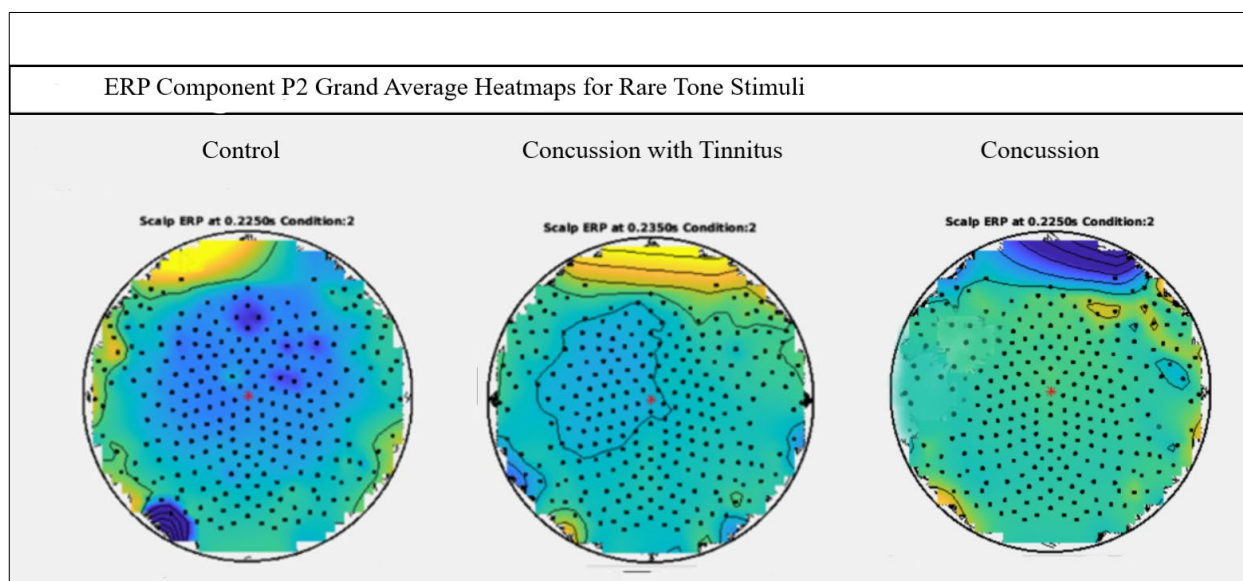 ERP Component P2 Grand Average Heatmaps for Rare Tone Stimuli
Control
Concussion with Tinnitus
Concussion
Scalp ERP at 0.2250s Condition:2
Scalp ERP at 0.2350s Condition:2
Scalp ERP at 0.2250s Condition:2